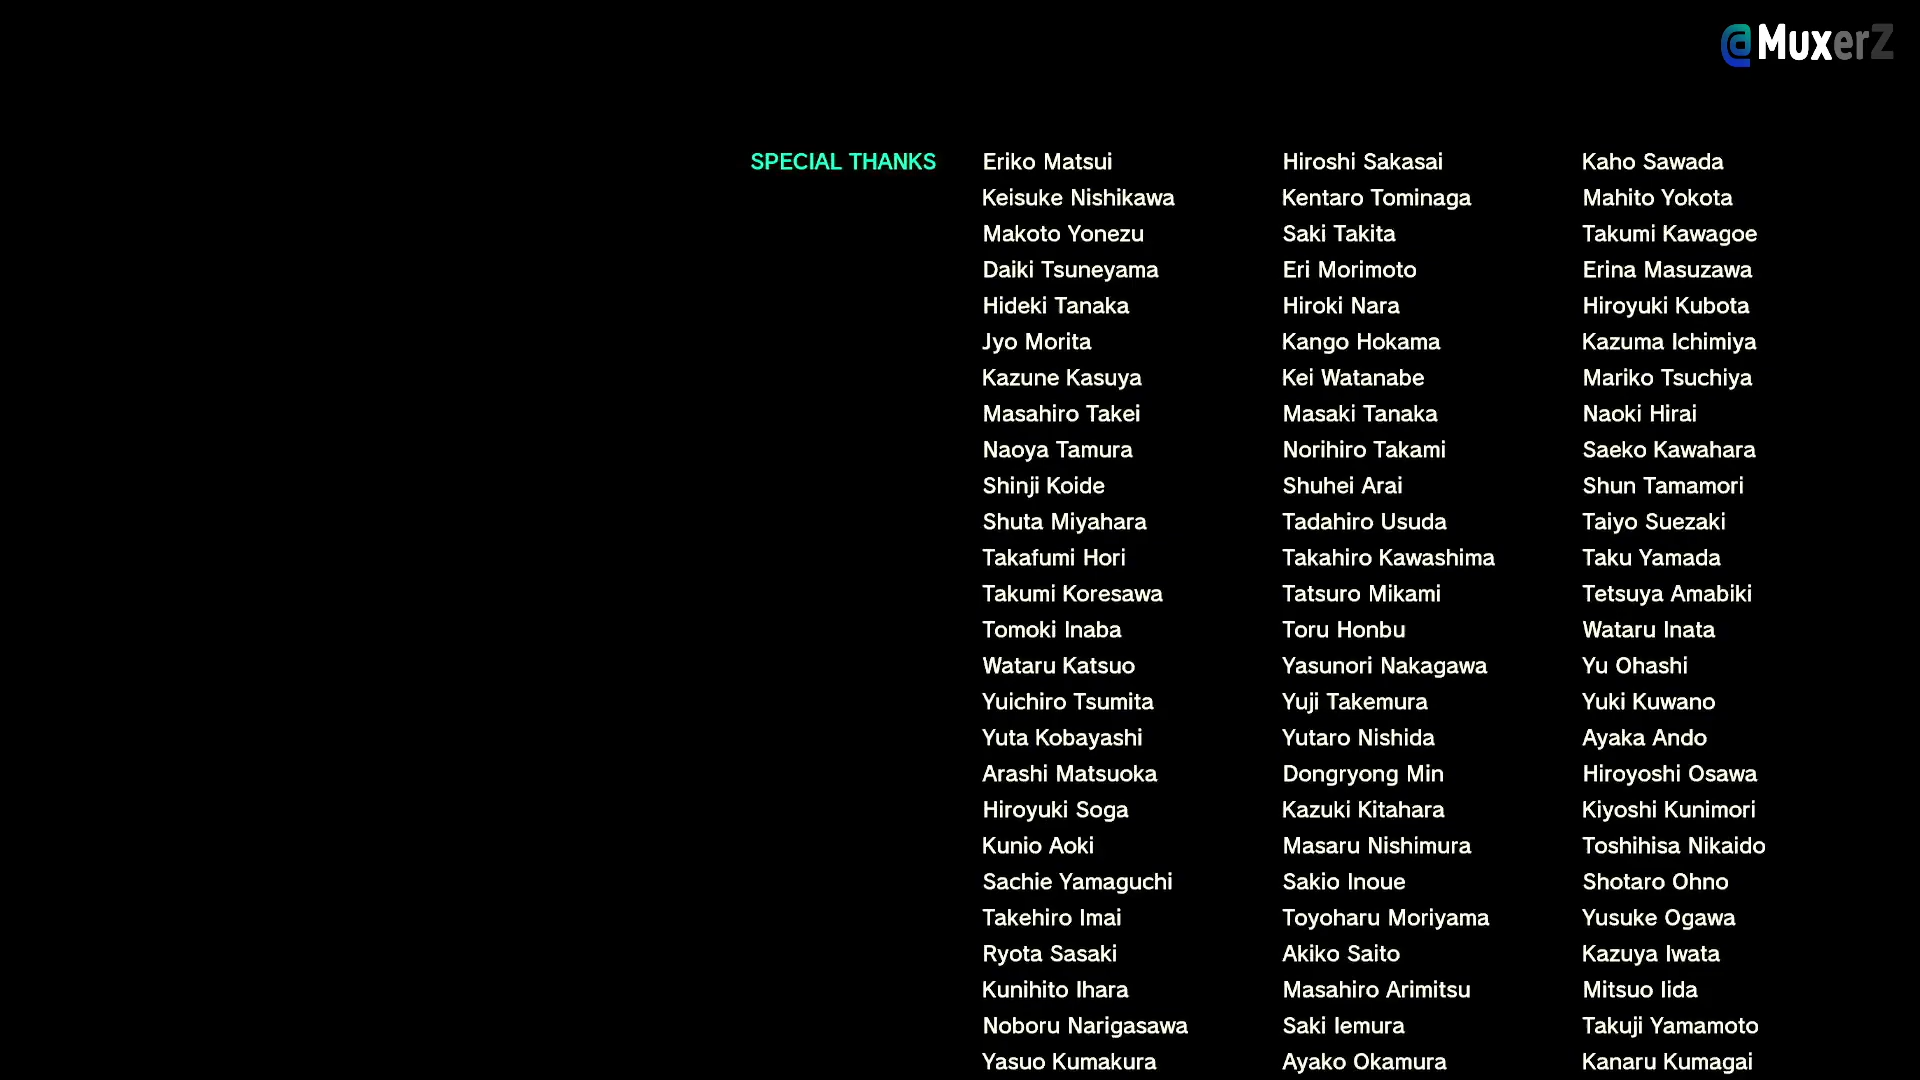 @MuxerZ
SPECIAL THANKS Eriko Matsui Hiroshi Sakasai Kaho Sawada
Keisuke Nishikawa Kentaro Tominaga Mahito Yokota
Makoto Yonezu Saki Takita Takumi Kawagoe
Daiki Tsuneyama Eri Morimoto Erina Masuzawa
Hideki Tanaka Hiroki Nara Hiroyuki Kubota
Jyo Morita Kango Hokama Kazuma Ichimiya
Kazune Kasuya Kei Watanabe Mariko Tsuchiya
Masahiro Takei Masaki Tanaka Naoki Hirai
Naoya Tamura Norihiro Takami Saeko Kawahara
Shinji Koide Shuhei Arai Shun Tamamori
Shuta Miyahara Tadahiro Usuda Taiyo Suezaki
Takafumi Hori Takahiro Kawashima Taku Yamada
Takumi Koresawa Tatsuro Mikami Tetsuya Amabiki
Tomoki Inaba Toru Honbu Wataru Inata
Wataru Katsuo Yasunori Nakagawa Yu Ohashi
Yuichiro Tsumita Yuji Takemura Yuki Kuwano
Yuta Kobayashi Yutaro Nishida Ayaka Ando
Arashi Matsuoka Dongryong Min Hiroyoshi Osawa
Hiroyuki Soga Kazuki Kitahara Kiyoshi Kunimori
Kunio Aoki Masaru Nishimura Toshihisa Nikaido
Sachie Yamaguchi Sakio Inoue Shotaro Ohno
Takehiro Imai Toyoharu Moriyama Yusuke Ogawa
Ryota Sasaki Akiko Saito Kazuya Iwata
Kunihito Ihara Masahiro Arimitsu Mitsuo Iida
Noboru Narigasawa Saki Iemura Takuji Yamamoto
Yasuo Kumakura Ayako Okamura Kanaru Kumagai